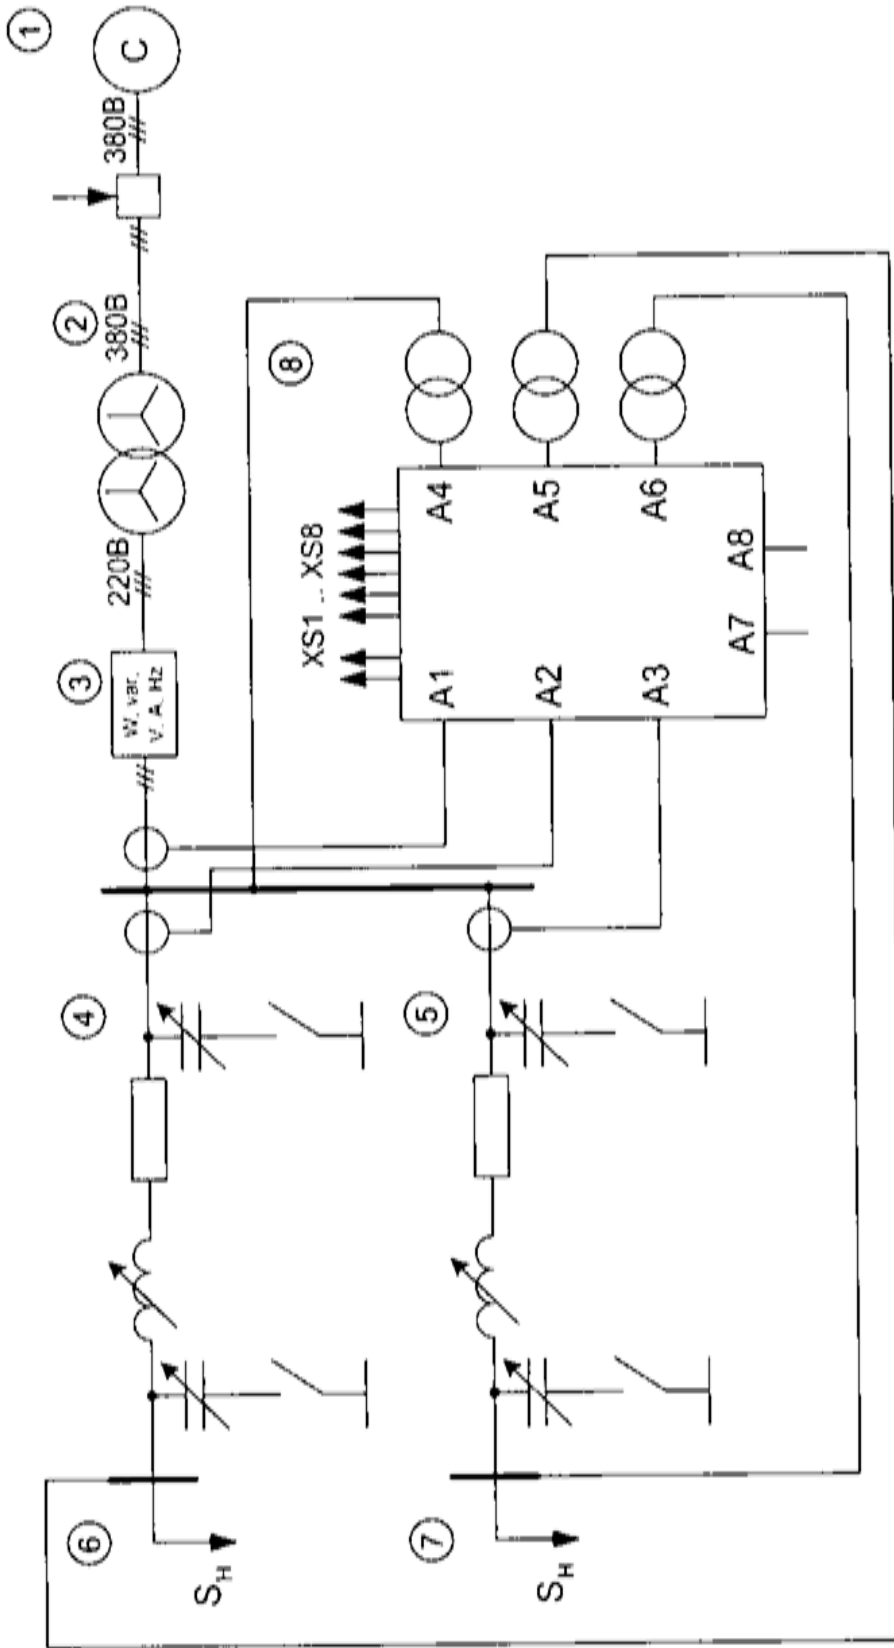 1
C
380В
2
380В
220В
3
W. var.
V. A. Hz
8
XS1 .. XS8
A1
A2
A3
A4
A5
A6
A7
A8
4
5
6
Sн
7
Sн